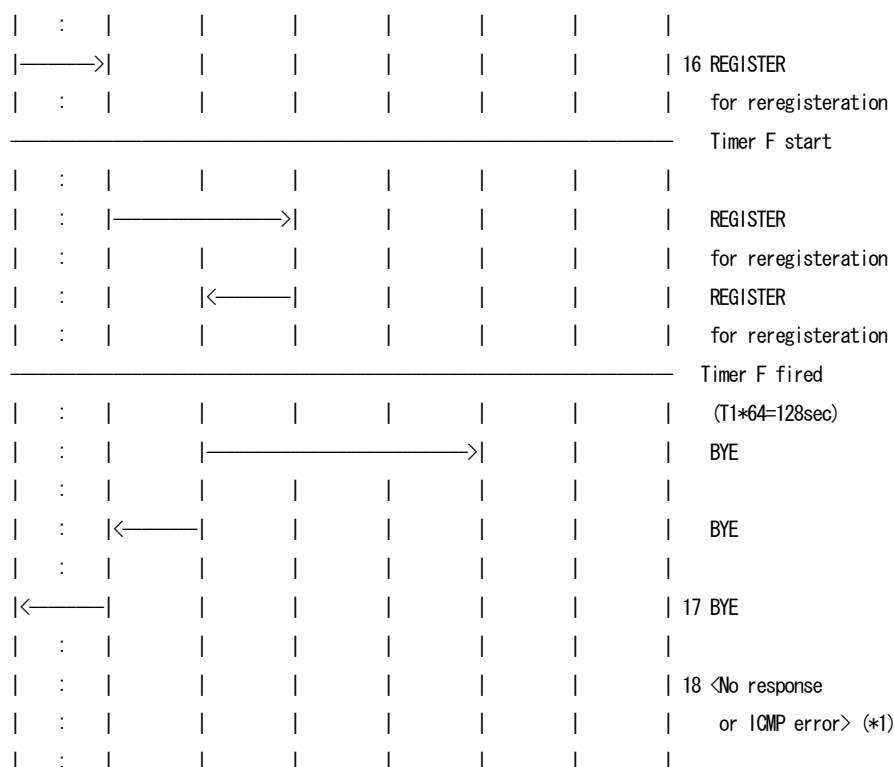 16 REGISTER
for reregisteration
Timer F start
REGISTER
for reregisteration
REGISTER
for reregisteration
Timer F fired
(T1*64=128sec)
BYE
BYE
17 BYE
18 <No response
or ICMP error> (*1)